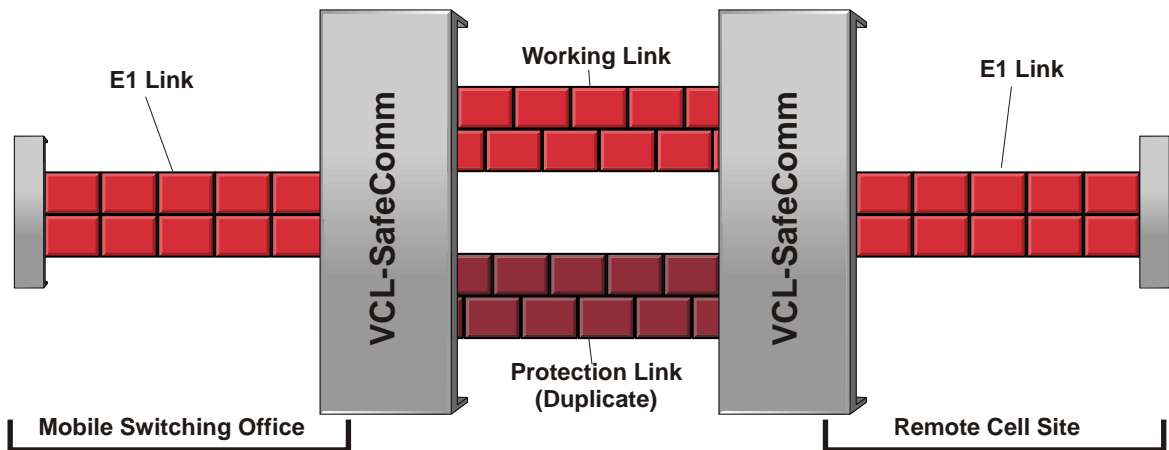 Working Link
E1 Link
E1 Link
VCL-SafeComm
VCL-SafeComm
Protection Link
(Duplicate)
Mobile Switching Office
Remote Cell Site